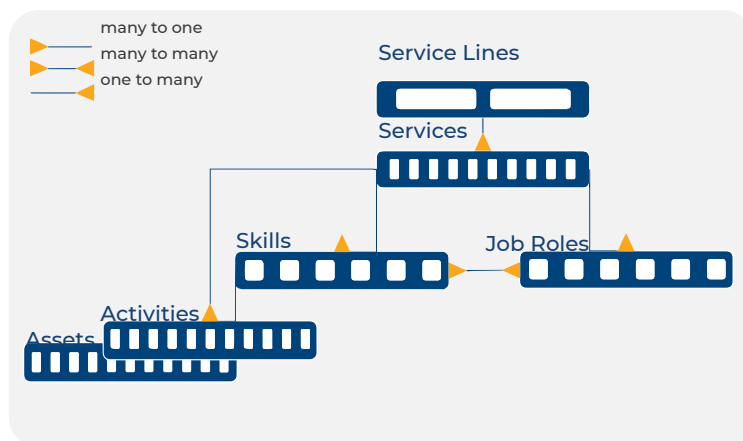 many to one
many to many
one to many
Service Lines
Services
Skills
Job Roles
Activities
Assets